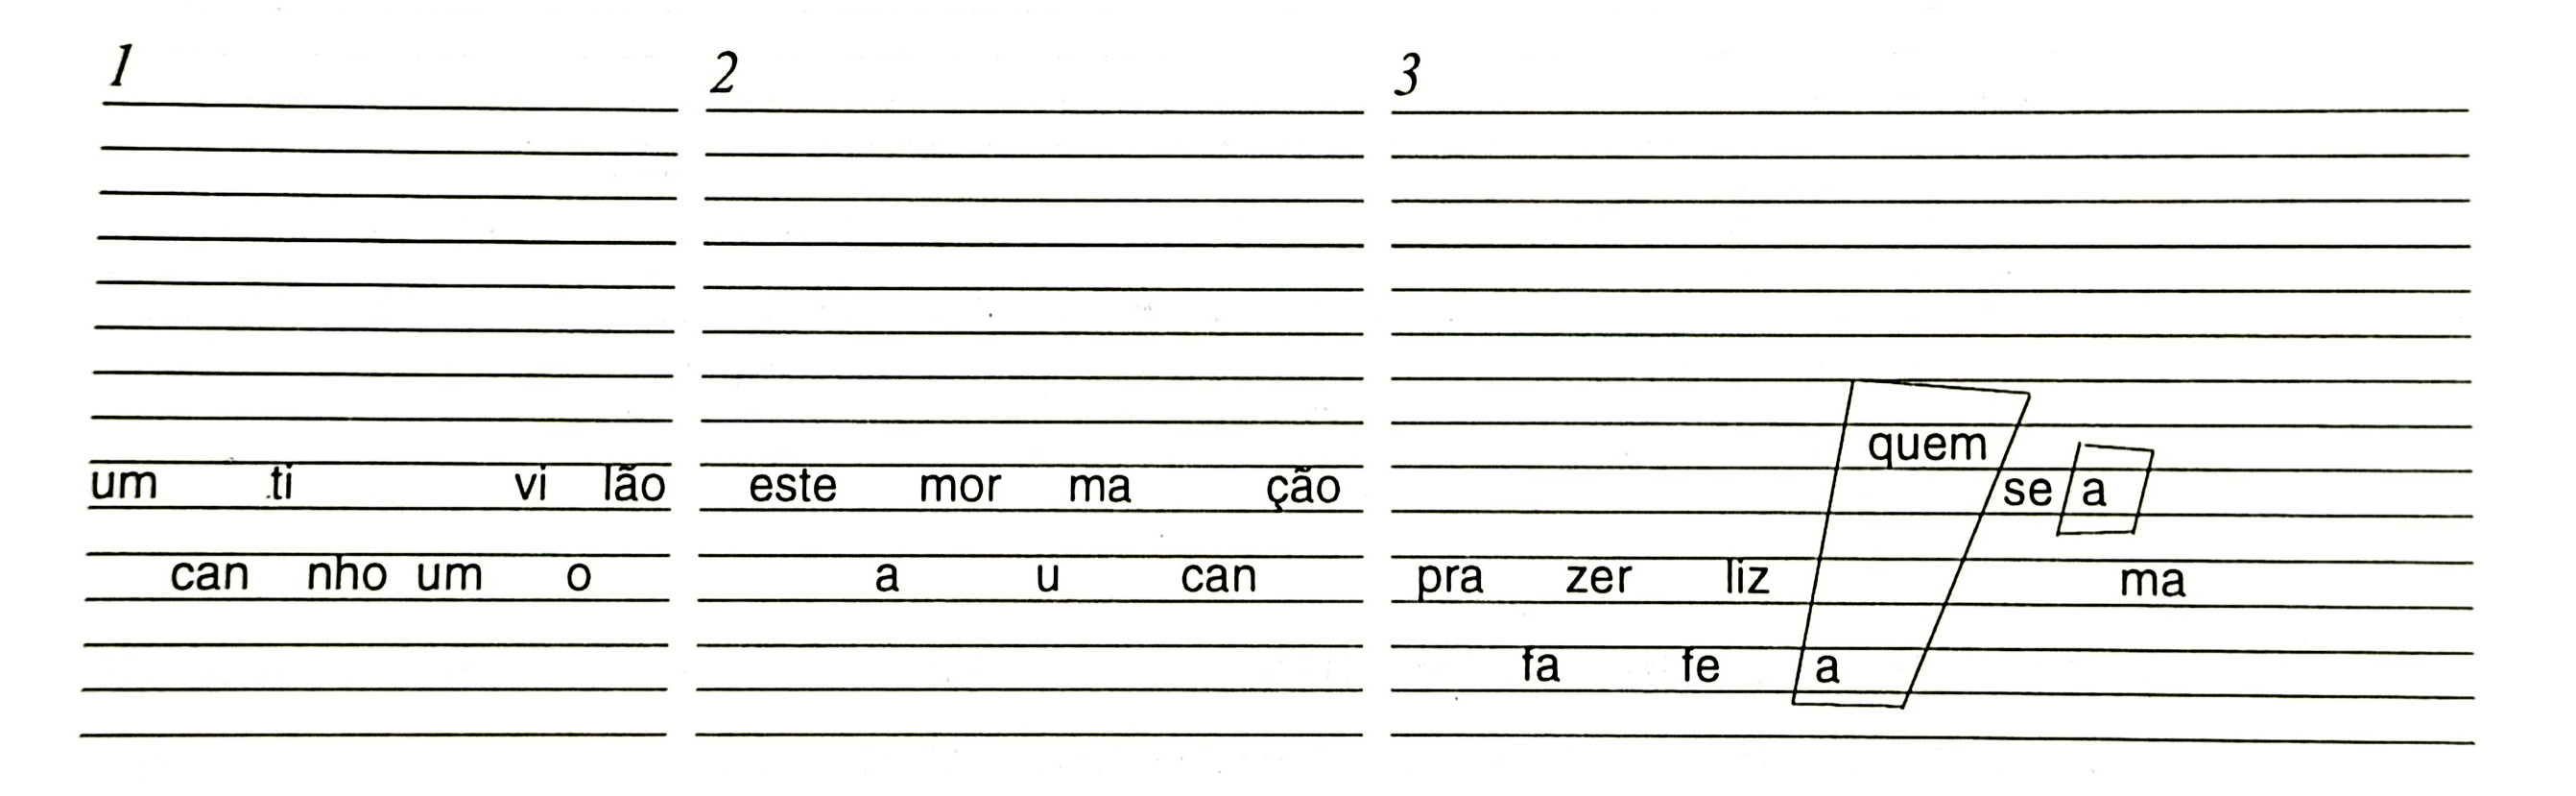 1
um ti vi lão
can nho um o
2
este mor ma ção
a u can
3
quem
se a
pra zer liz ma
fa fe a